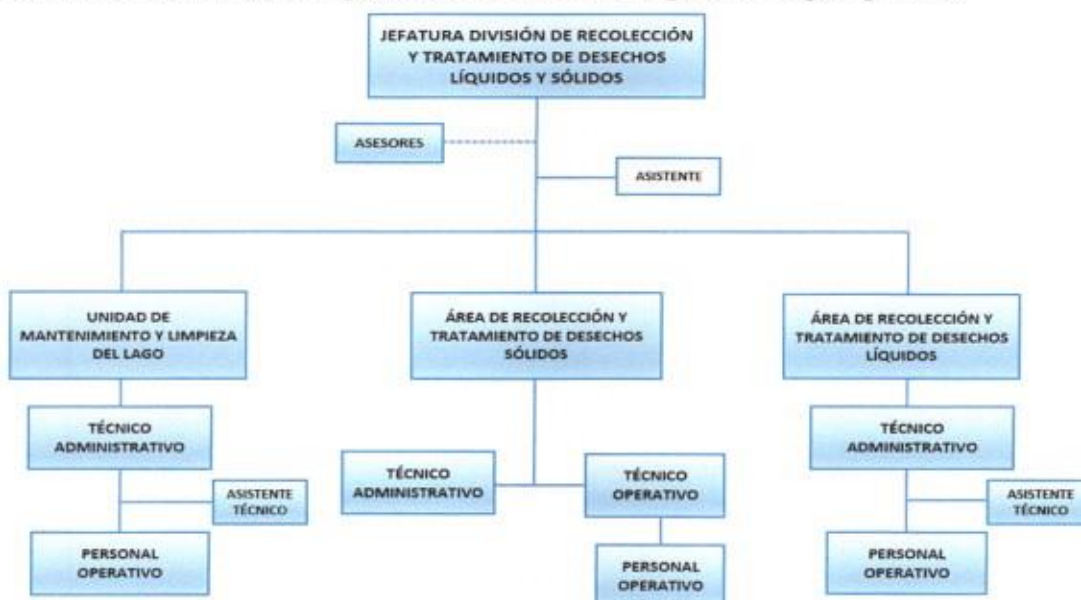 JEFATURA DIVISIÓN DE RECOLECCIÓN
Y TRATAMIENTO DE DESECHOS
LÍQUIDOS Y SÓLIDOS
ASESORES
ASISTENTE
UNIDAD DE
MANTENIMIENTO Y LIMPIEZA
DEL LAGO
ÁREA DE RECOLECCIÓN Y
TRATAMIENTO DE DESECHOS
SÓLIDOS
ÁREA DE RECOLECCIÓN Y
TRATAMIENTO DE DESECHOS
LÍQUIDOS
TÉCNICO
ADMINISTRATIVO
ASISTENTE
TÉCNICO
PERSONAL
OPERATIVO
TÉCNICO
ADMINISTRATIVO
TÉCNICO
OPERATIVO
PERSONAL
OPERATIVO
TÉCNICO
ADMINISTRATIVO
ASISTENTE
TÉCNICO
PERSONAL
OPERATIVO